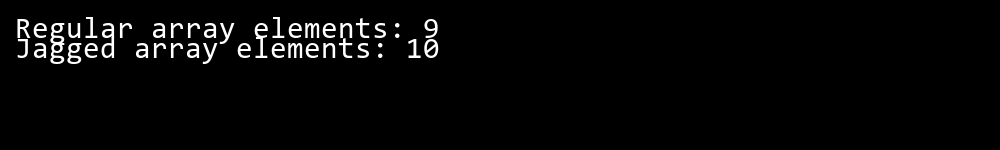 Regular array elements: 9
Jagged array elements: 10